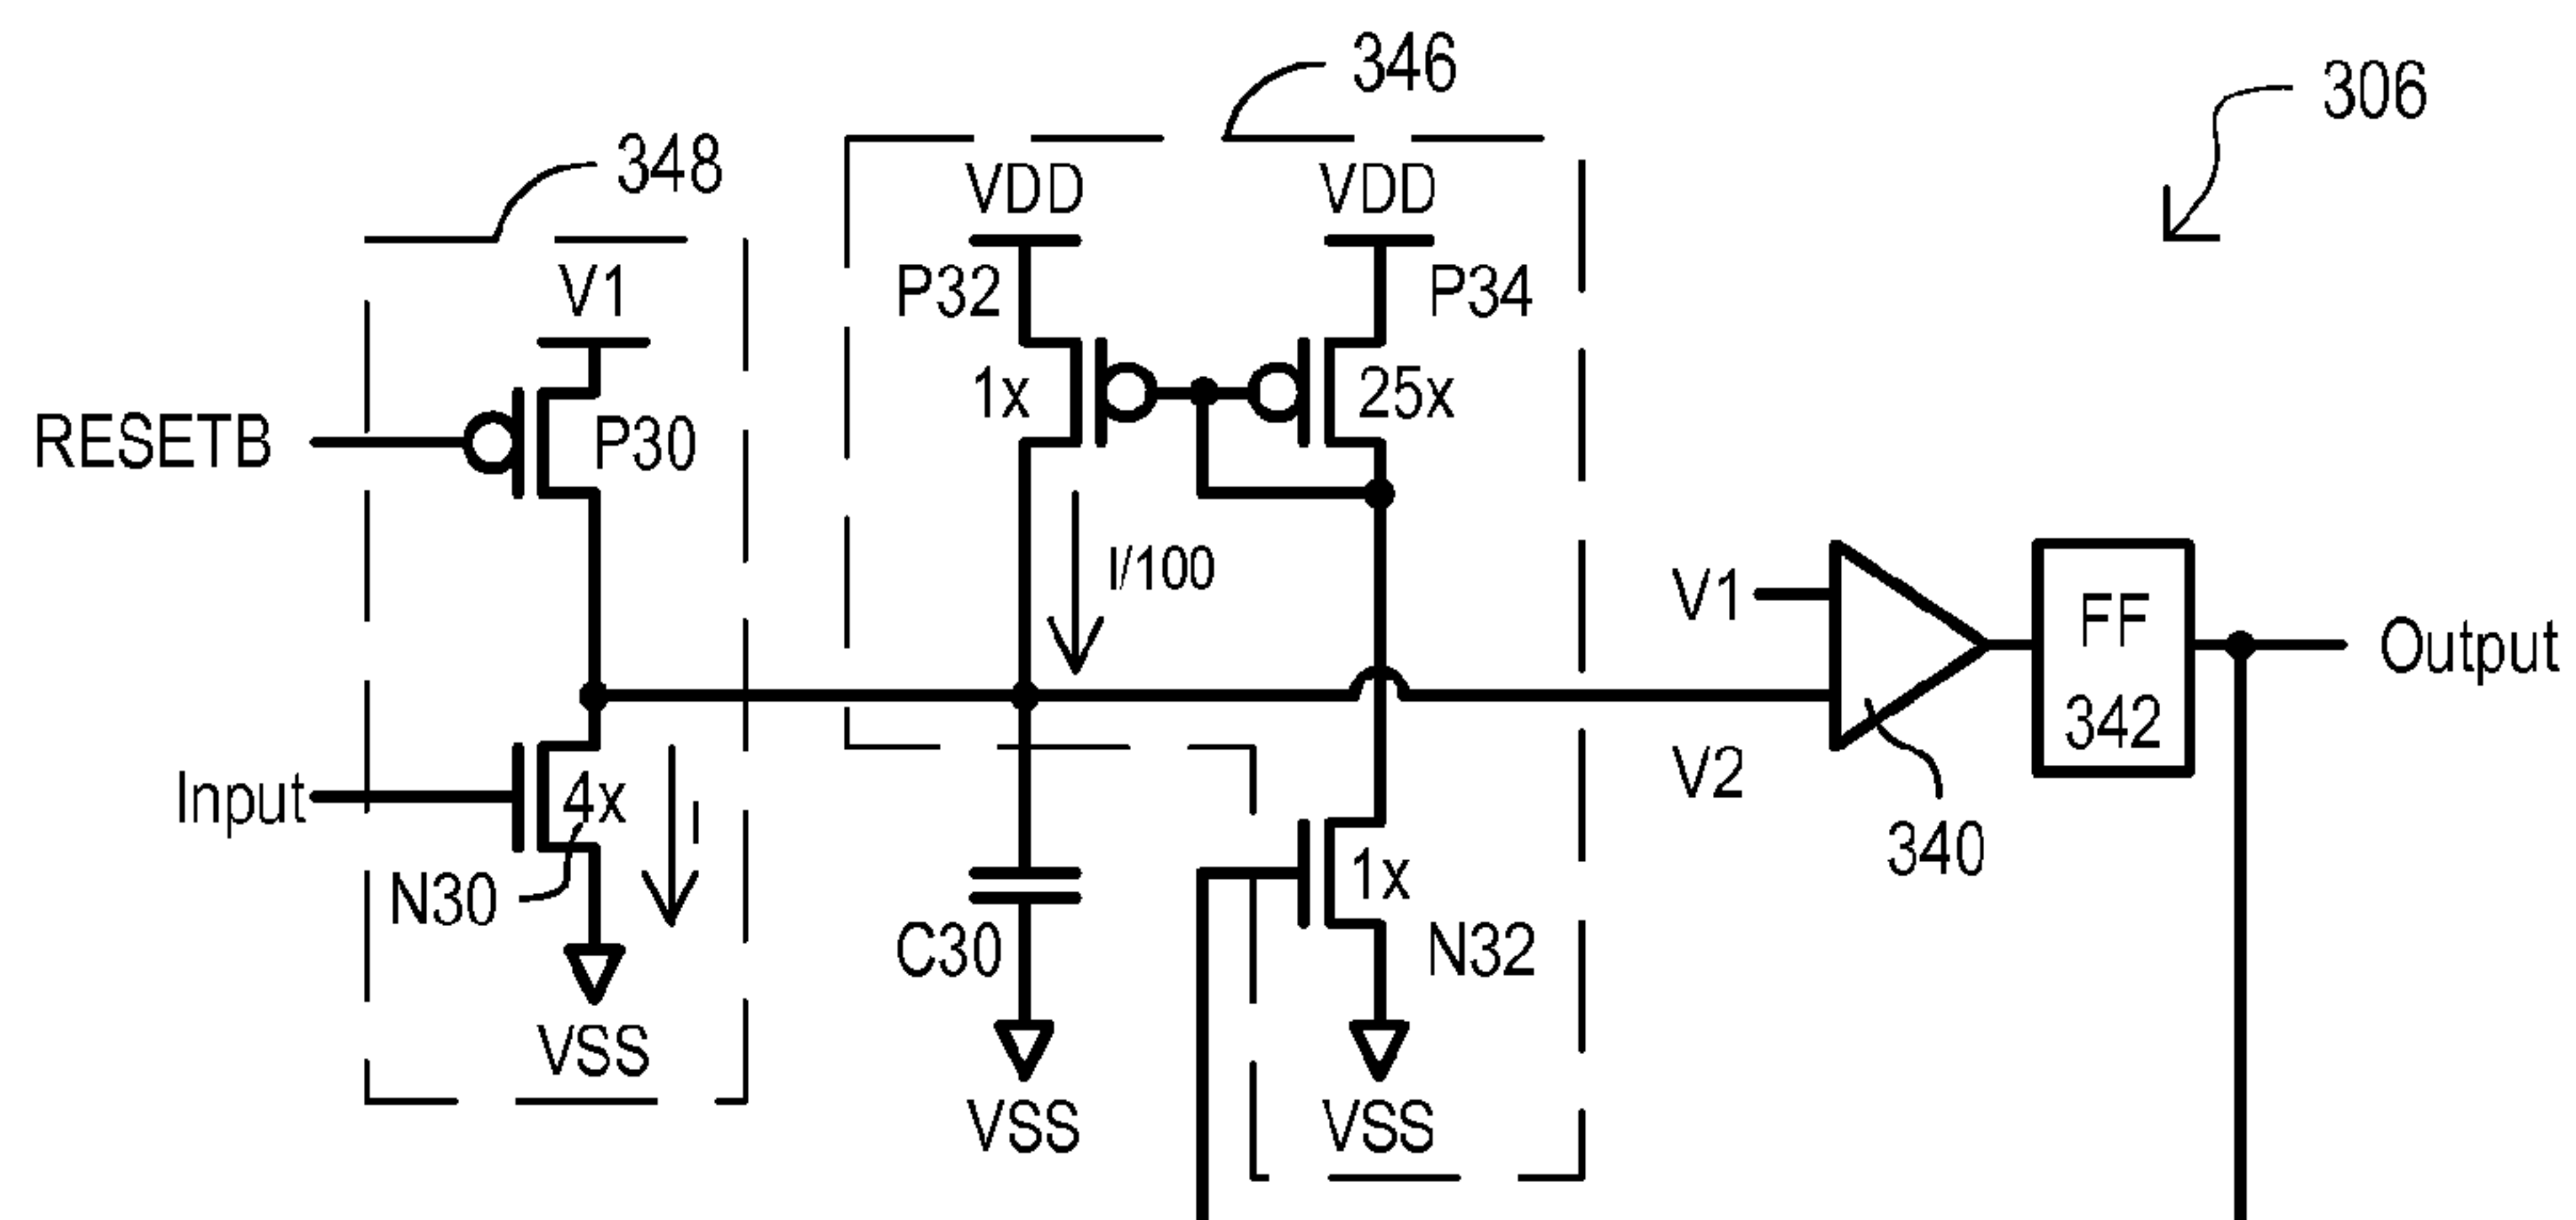 346
306
348
VDD
VDD
V1
P32
P34
1x
25x
RESETB
P30
I/100
V1
FF
342
Output
V2
Input
4x
I
N30
340
1x
C30
N32
VSS
VSS
VSS